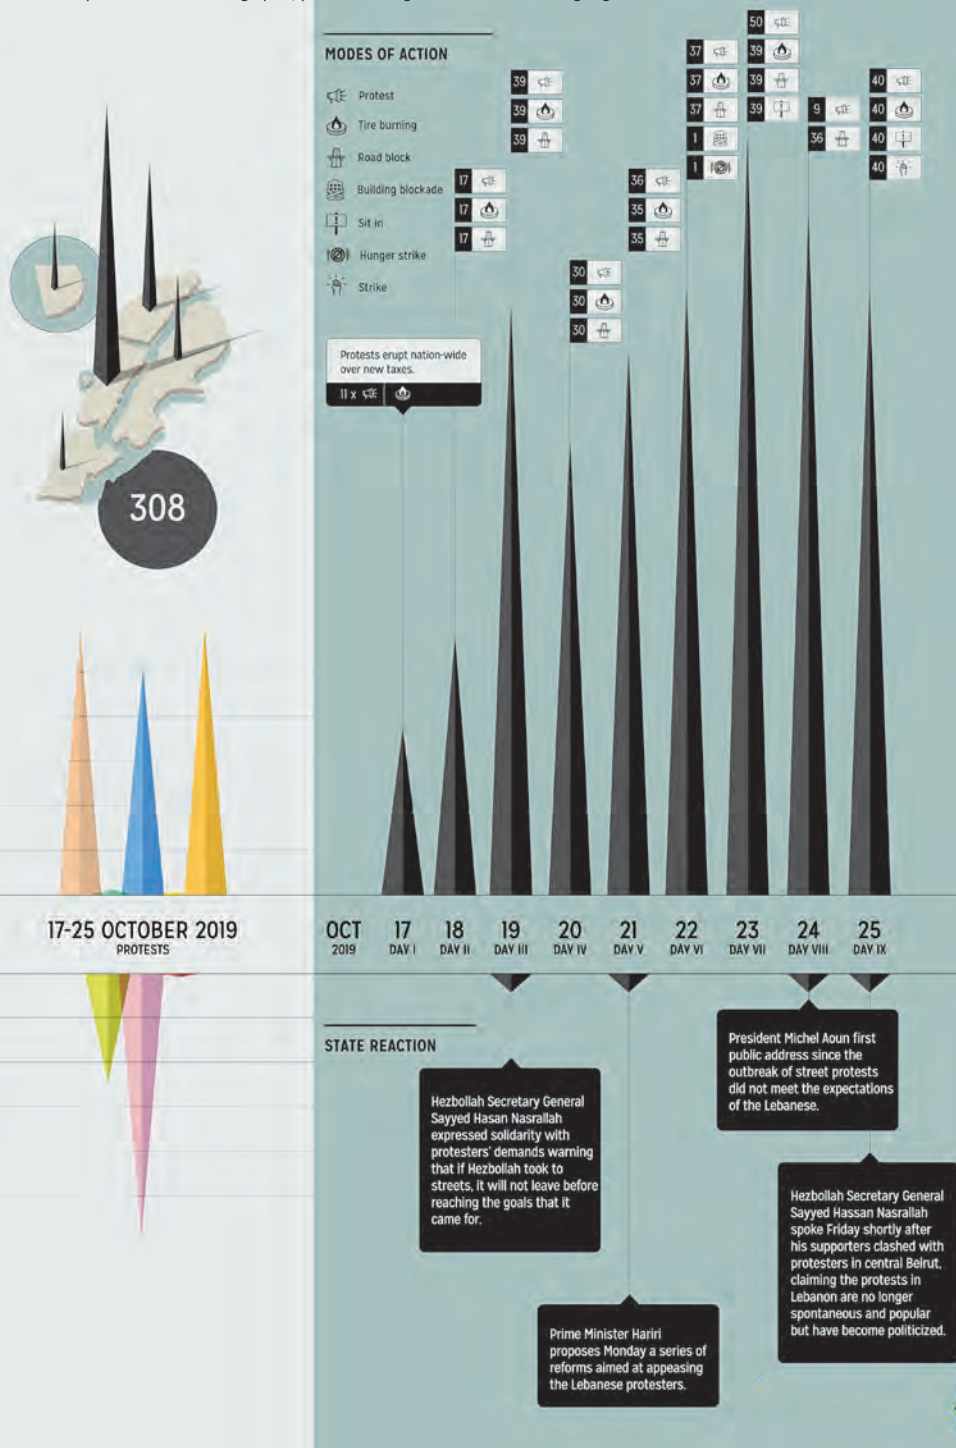 MODES OF ACTION
Protest
Tire burning
Road block
Building blockade
Sit in
Hunger strike
Strike
17
17
17
39
39
39
30
30
30
36
35
35
37
37
37
1
1
50
39
39
39
9
36
40
40
40
40
Protests erupt nation-wide
over new taxes.
11 x
308
17-25 OCTOBER 2019
PROTESTS
OCT
2019
17
DAY I
18
DAY II
19
DAY III
20
DAY IV
21
DAY V
22
DAY VI
23
DAY VII
24
DAY VIII
25
DAY IX
STATE REACTION
Hezbollah Secretary General
Sayyed Hasan Nasrallah
expressed solidarity with
protesters' demands warning
that if Hezbollah took to
streets, it will not leave before
reaching the goals that it
came for.
Prime Minister Hariri
proposes Monday a series of
reforms aimed at appeasing
the Lebanese protesters.
President Michel Aoun first
public address since the
outbreak of street protests
did not meet the expectations
of the Lebanese.
Hezbollah Secretary General
Sayyed Hassan Nasrallah
spoke Friday shortly after
his supporters clashed with
protesters in central Beirut,
claiming the protests in
Lebanon are no longer
spontaneous and popular
but have become politicized.